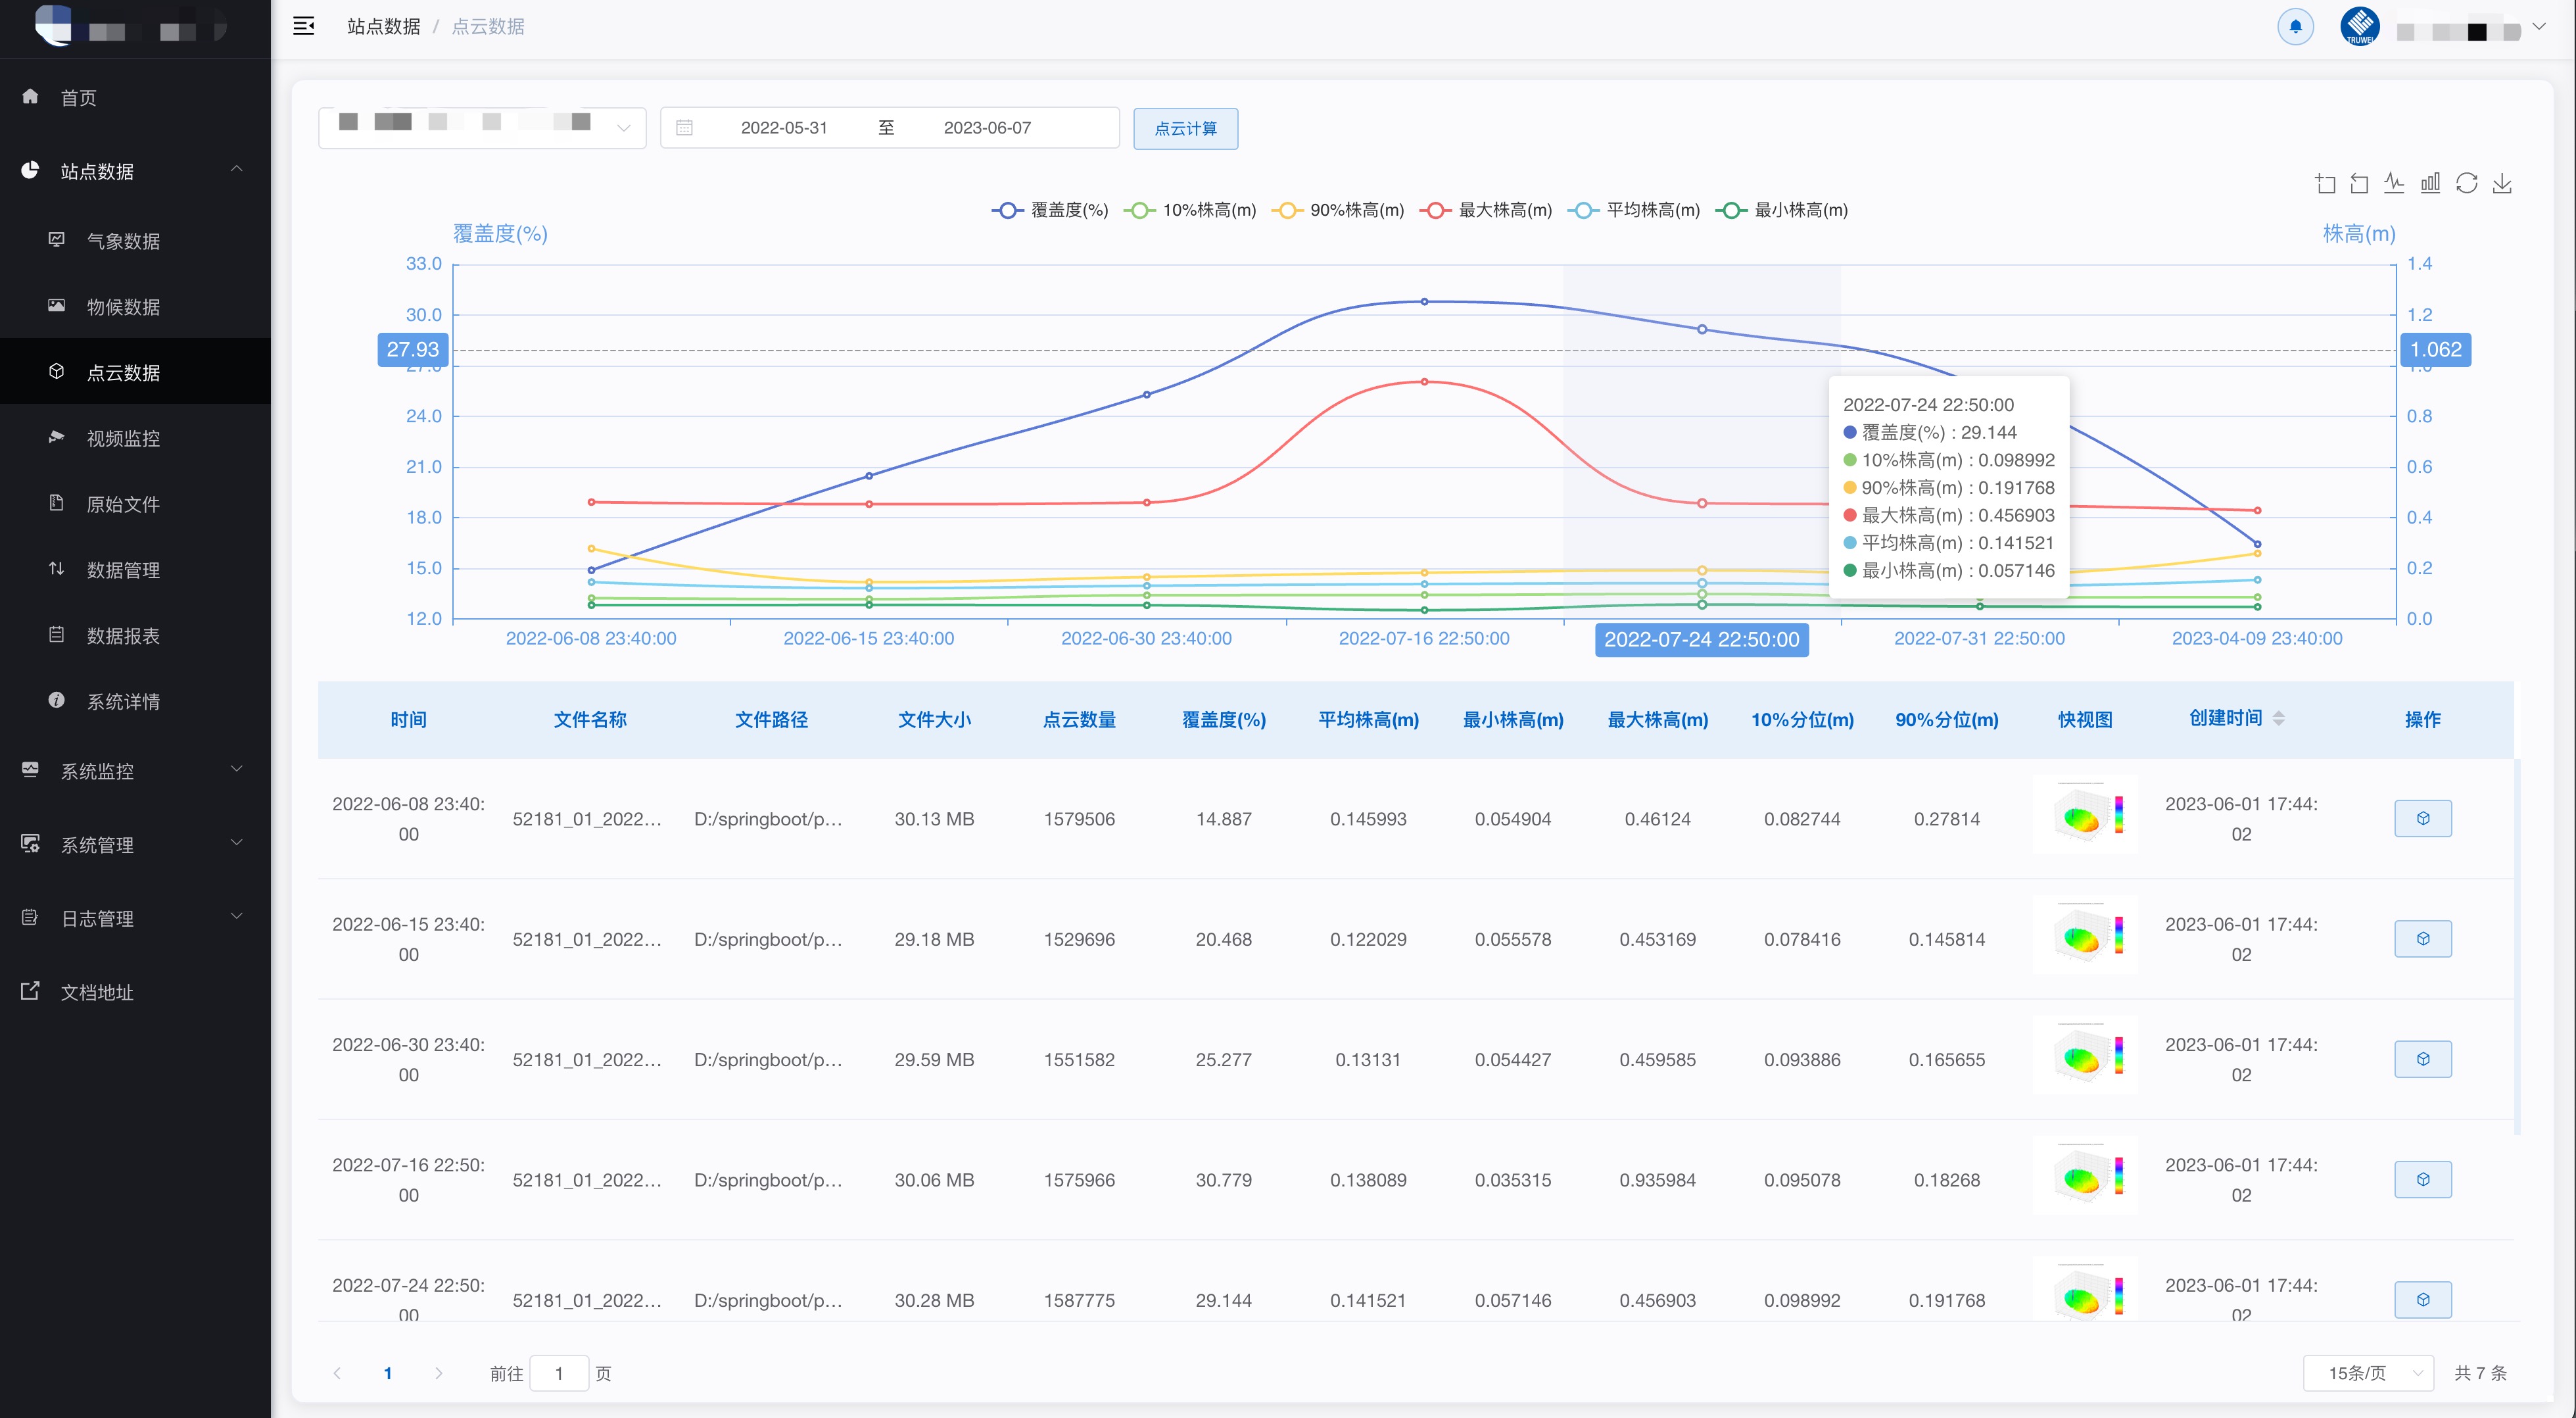 站点数据 / 点云数据
TRUWEL
首页
站点数据
气象数据
物候数据
点云数据
视频监控
原始文件
数据管理
数据报表
系统详情
系统监控
系统管理
日志管理
文档地址
2022-05-31 至 2023-06-07 点云计算
覆盖度(%) 10%株高(m) 90%株高(m) 最大株高(m) 平均株高(m) 最小株高(m)
覆盖度(%) 株高(m)
33.0 1.4
30.0 1.2
27.93 1.062
24.0 0.8
21.0 0.6
18.0 0.4
15.0 0.2
12.0 0.0
2022-07-24 22:50:00
覆盖度(%) : 29.144
10%株高(m) : 0.098992
90%株高(m) : 0.191768
最大株高(m) : 0.456903
平均株高(m) : 0.141521
最小株高(m) : 0.057146
2022-06-08 23:40:00 2022-06-15 23:40:00 2022-06-30 23:40:00 2022-07-16 22:50:00 2022-07-24 22:50:00 2022-07-31 22:50:00 2023-04-09 23:40:00
时间 文件名称 文件路径 文件大小 点云数量 覆盖度(%) 平均株高(m) 最小株高(m) 最大株高(m) 10%分位(m) 90%分位(m) 快视图 创建时间 操作
2022-06-08 23:40:00 52181_01_2022... D:/springboot/p... 30.13 MB 1579506 14.887 0.145993 0.054904 0.46124 0.082744 0.27814 2023-06-01 17:44:02
2022-06-15 23:40:00 52181_01_2022... D:/springboot/p... 29.18 MB 1529696 20.468 0.122029 0.055578 0.453169 0.078416 0.145814 2023-06-01 17:44:02
2022-06-30 23:40:00 52181_01_2022... D:/springboot/p... 29.59 MB 1551582 25.277 0.13131 0.054427 0.459585 0.093886 0.165655 2023-06-01 17:44:02
2022-07-16 22:50:00 52181_01_2022... D:/springboot/p... 30.06 MB 1575966 30.779 0.138089 0.035315 0.935984 0.095078 0.18268 2023-06-01 17:44:02
2022-07-24 22:50:00 52181_01_2022... D:/springboot/p... 30.28 MB 1587775 29.144 0.141521 0.057146 0.456903 0.098992 0.191768 2023-06-01 17:44:02
1 前往 1 页 15条/页 共 7 条